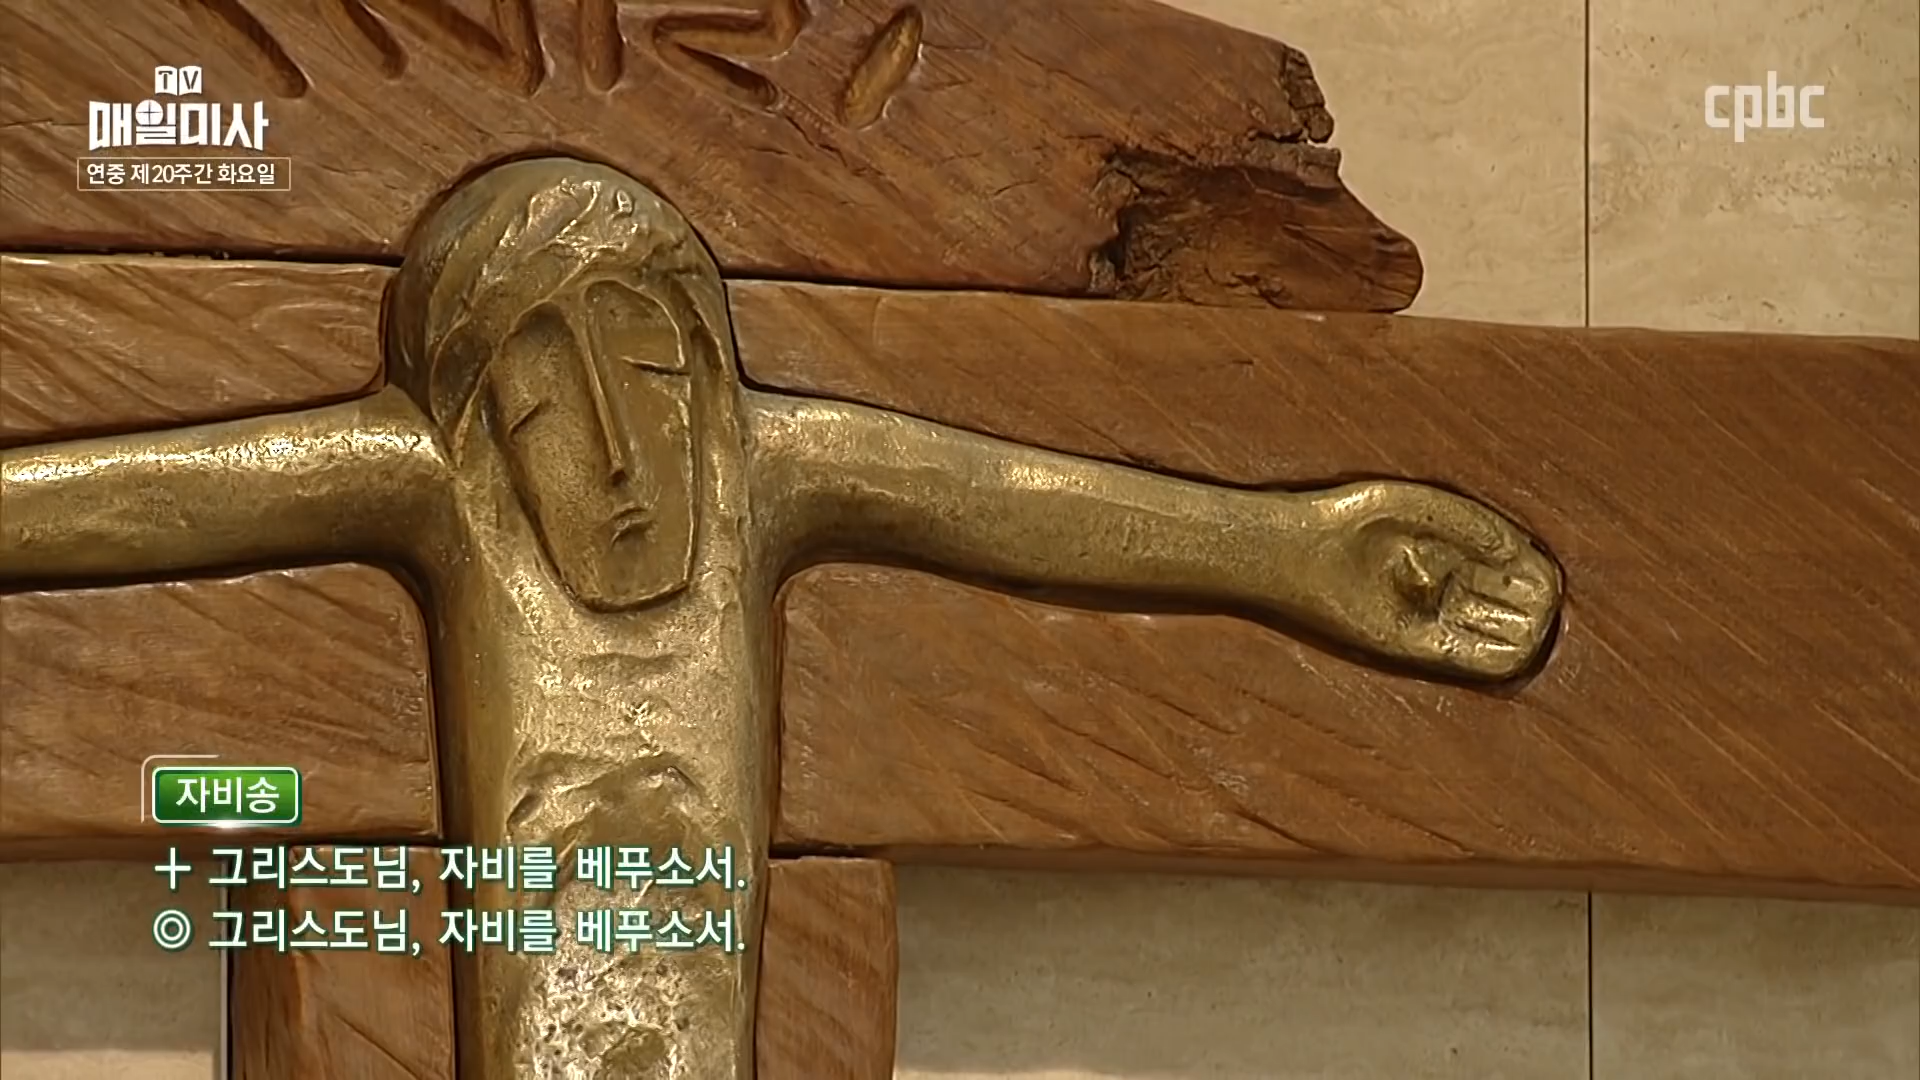 TV
매일미사
연중 제20주간 화요일
cpbc
자비송
+ 그리스도님, 자비를 베푸소서.
◎ 그리스도님, 자비를 베푸소서.